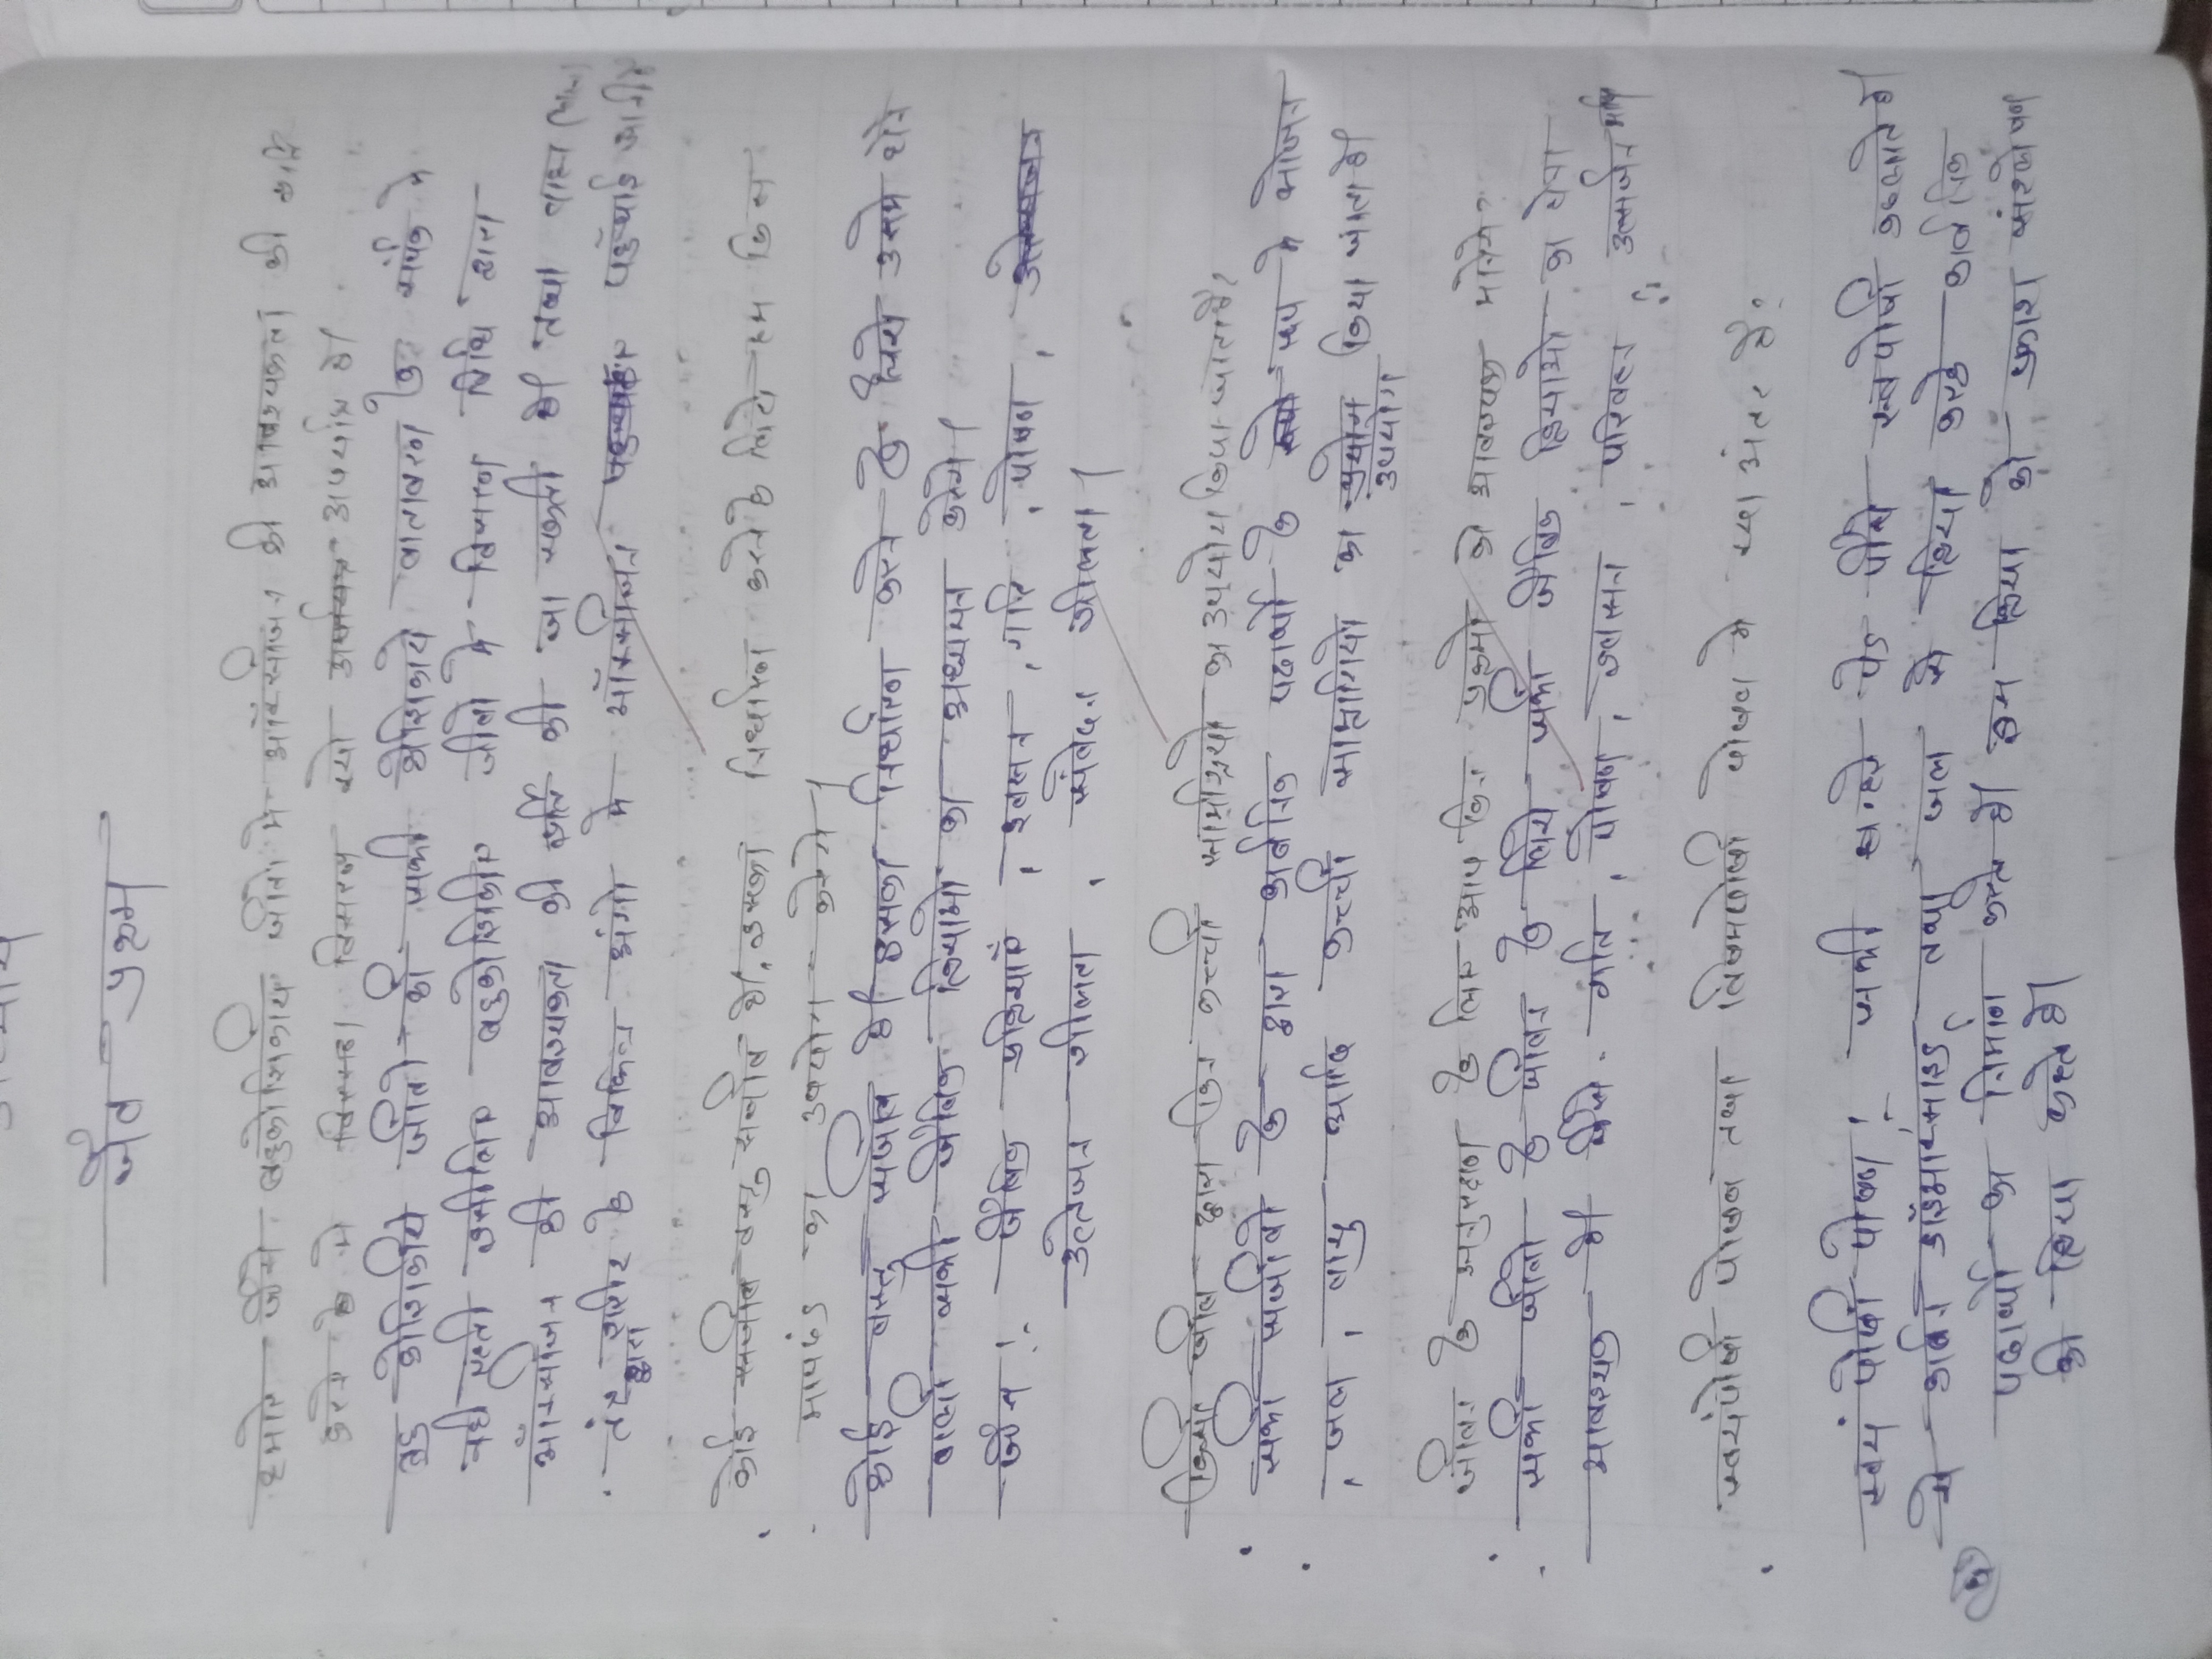 अध्याय
जैव प्रक्रम
हमारे जैसे बहुकोशिकीय जीवो मे ऑक्सीजन की आवश्यकता की पूर्ति
करने के मे विसरण क्यो अपर्याप्त है।
बहु कोशिकीये जीवो की सभी कोशिकाये वातावरण के संर्पक मे
नही रहती इसीलिए बहुकोशिकीए जीवो मे विसरण विधि द्वारा
ऑक्सीजन की आवश्यकता की पूर्ति की जा सकती है। तथा वाहन
तंत्र द्वारा शरीर के विभिन्न अंगो मे ऑक्सीजन पहुँचाई जाती है
कोई सजीव वस्तु सजीव है, इसका निर्धारण करने के लिये हम किस
मापदंड का उपयोग करेगे।
कोई वस्तु सजीव है। इसका निर्धारण करने के लिये उसमे होने
वाली सभी जैविक क्रियाओ का अध्ययन करेगे।
जैसे :- जैविक प्रक्रियाएँ , श्वसन , गति , पोषण ,
उत्तेजन शीलता , संवेदन शीलता।
किसी जीव द्वारा किन कच्ची सामग्रियो का उपयोग किया जाता है?
सभी सजीवो के द्वारा कार्बनिक पदार्थो के रूप मे भोजन
, जल , वायु आदि कच्ची सामाग्रियो का प्रयोग किया जाता है।
उपयोग
जीवन के अनुरक्षण के लिए आप किन प्रक्रमो को आवश्यक मानेगे?
सभी जीवो के जीवन के लिये सभी जैविक क्रियाओ का होना
आवश्यक है। जैसे - गति , पोषण , श्वसन , परिवहन , उत्सर्जन आदि
स्वयंपोषी पोषण तथा विषमपोषी पोषण मे क्या अंतर है?
स्वयं पोषी पोषण :- सभी हरे पेड पौधे स्वपोषी कहलाते है।
ये कार्बन डाइआक्साइड तथा जल से क्रिया करके कार्बनिक
पदार्थो का निर्माण करते है। इस क्रिया को प्रकाश संश्लेषण
की क्रिया कहते है।